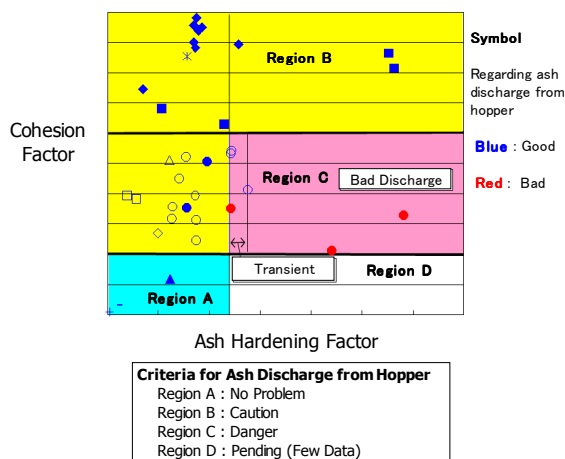 Symbol
Region B
Regarding ash
discharge from
hopper
Cohesion
Factor
Blue : Good
Region C
Bad Discharge
Red : Bad
Transient
Region D
Region A
Ash Hardening Factor
Criteria for Ash Discharge from Hopper
Region A : No Problem
Region B : Caution
Region C : Danger
Region D : Pending (Few Data)